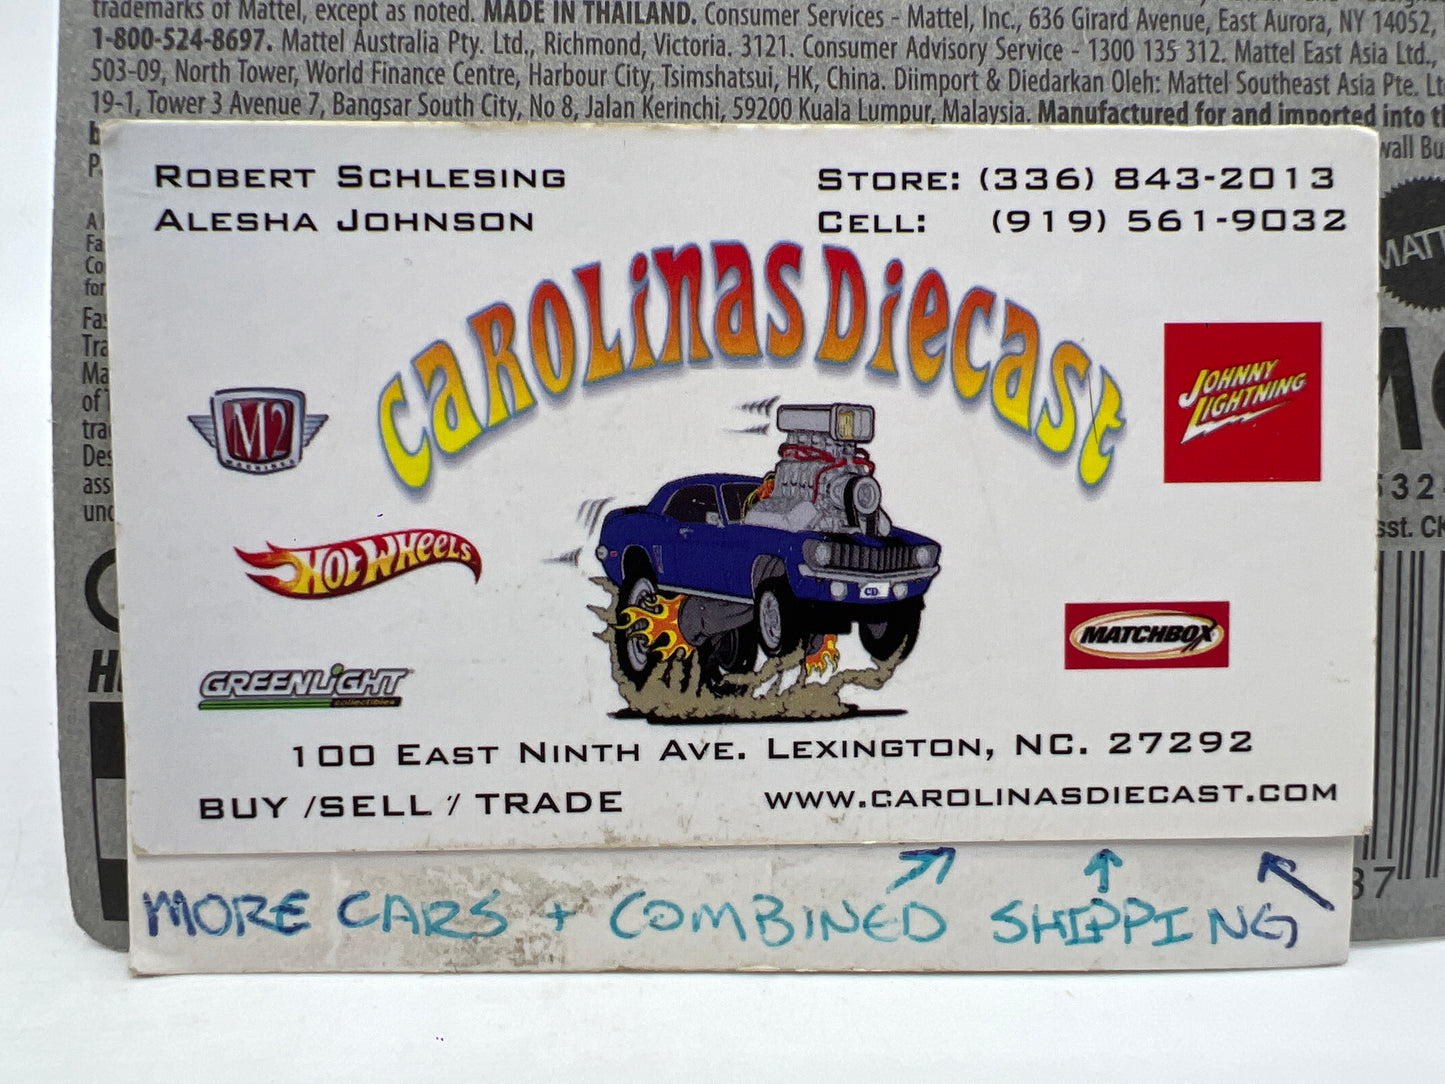 trademarks of Mattel, except as noted. MADE IN THAILAND. Consumer Services - Mattel, Inc., 636 Girard Avenue, East Aurora, NY 14052,
1-800-524-8697. Mattel Australia Pty. Ltd., Richmond, Victoria. 3121. Consumer Advisory Service - 1300 135 312. Mattel East Asia Ltd.,
503-09, North Tower, World Finance Centre, Harbour City, Tsimshatsui, HK, China. Diimport & Diedarkan Oleh: Mattel Southeast Asia Pte.
19-1, Tower 3 Avenue 7, Bangsar South City, No 8, Jalan Kerinchi, 59200 Kuala Lumpur, Malaysia. Manufactured for and imported into
ROBERT SCHLESING
ALESHA JOHNSON
STORE: (336) 843-2013
CELL: (919) 561-9032
CAROLiNAS DiECAST
M2
MACHINES
JOHNNY
LIGHTNING
HOT WHEELS
CD
MATCHBOX
GREENLiGHT
collectibles
100 EAST NINTH AVE. LEXINGTON, NC. 27292
BUY /SELL / TRADE
WWW.CAROLINASDIECAST.COM
MORE CARS + COMBINED SHIPPING